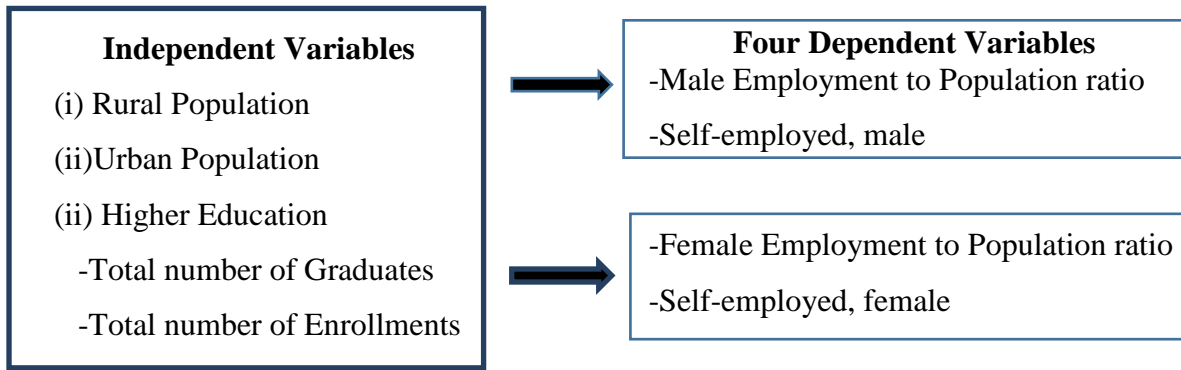 Independent Variables
(i) Rural Population
(ii)Urban Population
(ii) Higher Education
-Total number of Graduates
-Total number of Enrollments
Four Dependent Variables
-Male Employment to Population ratio
-Self-employed, male
-Female Employment to Population ratio
-Self-employed, female